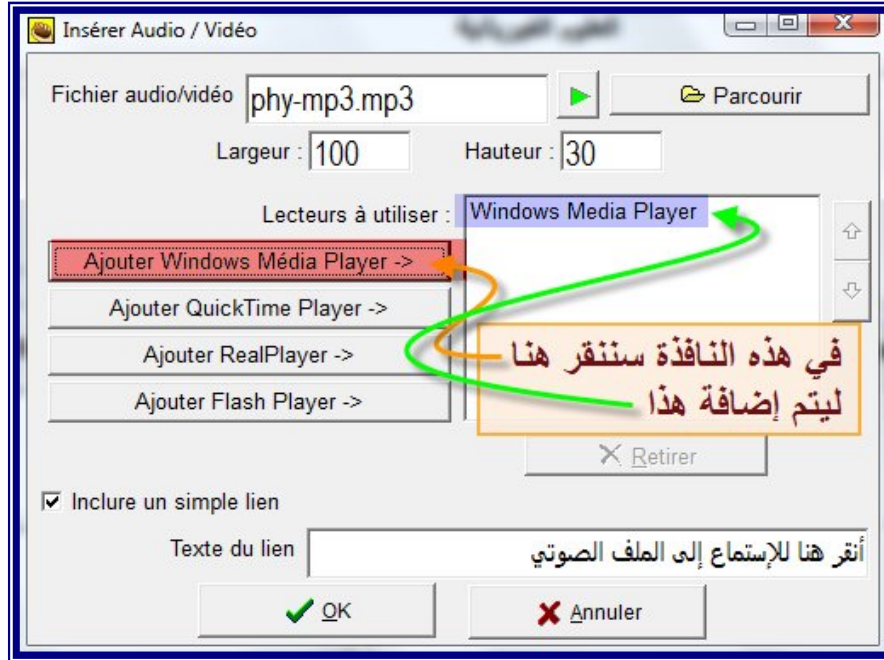 Insérer Audio / Vidéo
Fichier audio/vidéo phy-mp3.mp3 Parcourir
Largeur : 100 Hauteur : 30
Lecteurs à utiliser : Windows Media Player
Ajouter Windows Média Player ->
Ajouter QuickTime Player ->
Ajouter RealPlayer ->
Ajouter Flash Player ->
في هذه النافذة سننقر هنا
ليتم إضافة هذا
Retirer
Inclure un simple lien
Texte du lien أنقر هنا للإستماع إلى الملف الصوتي
OK Annuler